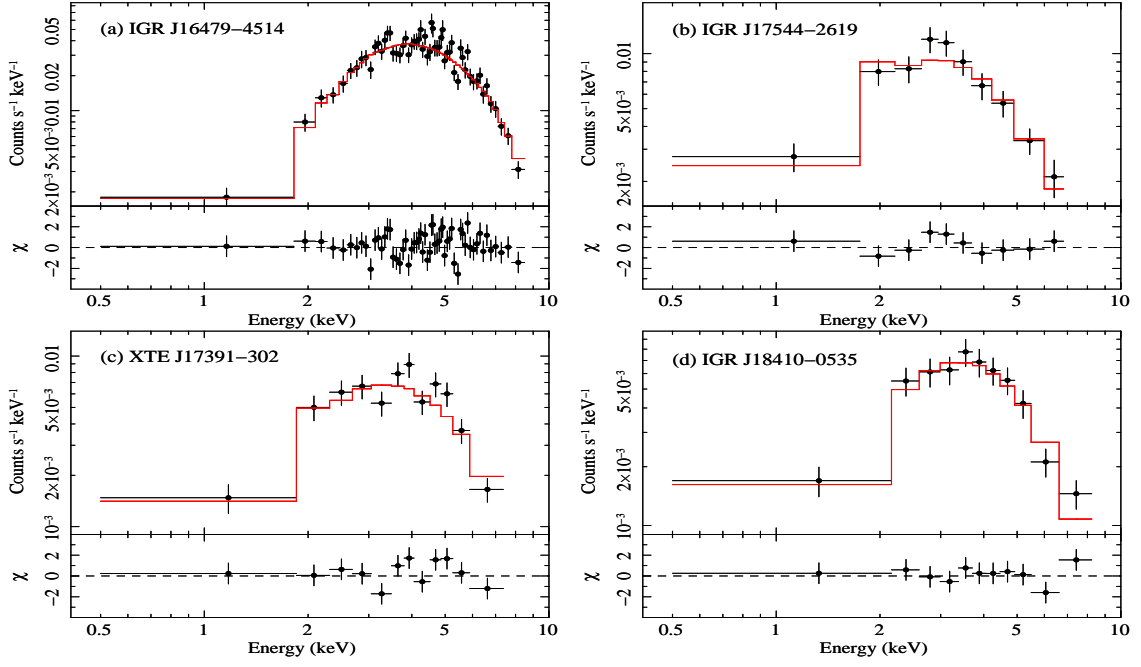 (a) IGR J16479−4514
Counts s⁻¹ keV⁻¹
0.05
0.02
0.01
5×10⁻³
2×10⁻³
χ
2
0
−2
0.5 1 2 5 10
Energy (keV)
(b) IGR J17544−2619
Counts s⁻¹ keV⁻¹
0.01
5×10⁻³
2×10⁻³
χ
2
0
−2
0.5 1 2 5 10
Energy (keV)
(c) XTE J17391−302
Counts s⁻¹ keV⁻¹
0.01
5×10⁻³
2×10⁻³
10⁻³
χ
2
0
−2
0.5 1 2 5 10
Energy (keV)
(d) IGR J18410−0535
Counts s⁻¹ keV⁻¹
5×10⁻³
2×10⁻³
10⁻³
χ
2
0
−2
0.5 1 2 5 10
Energy (keV)